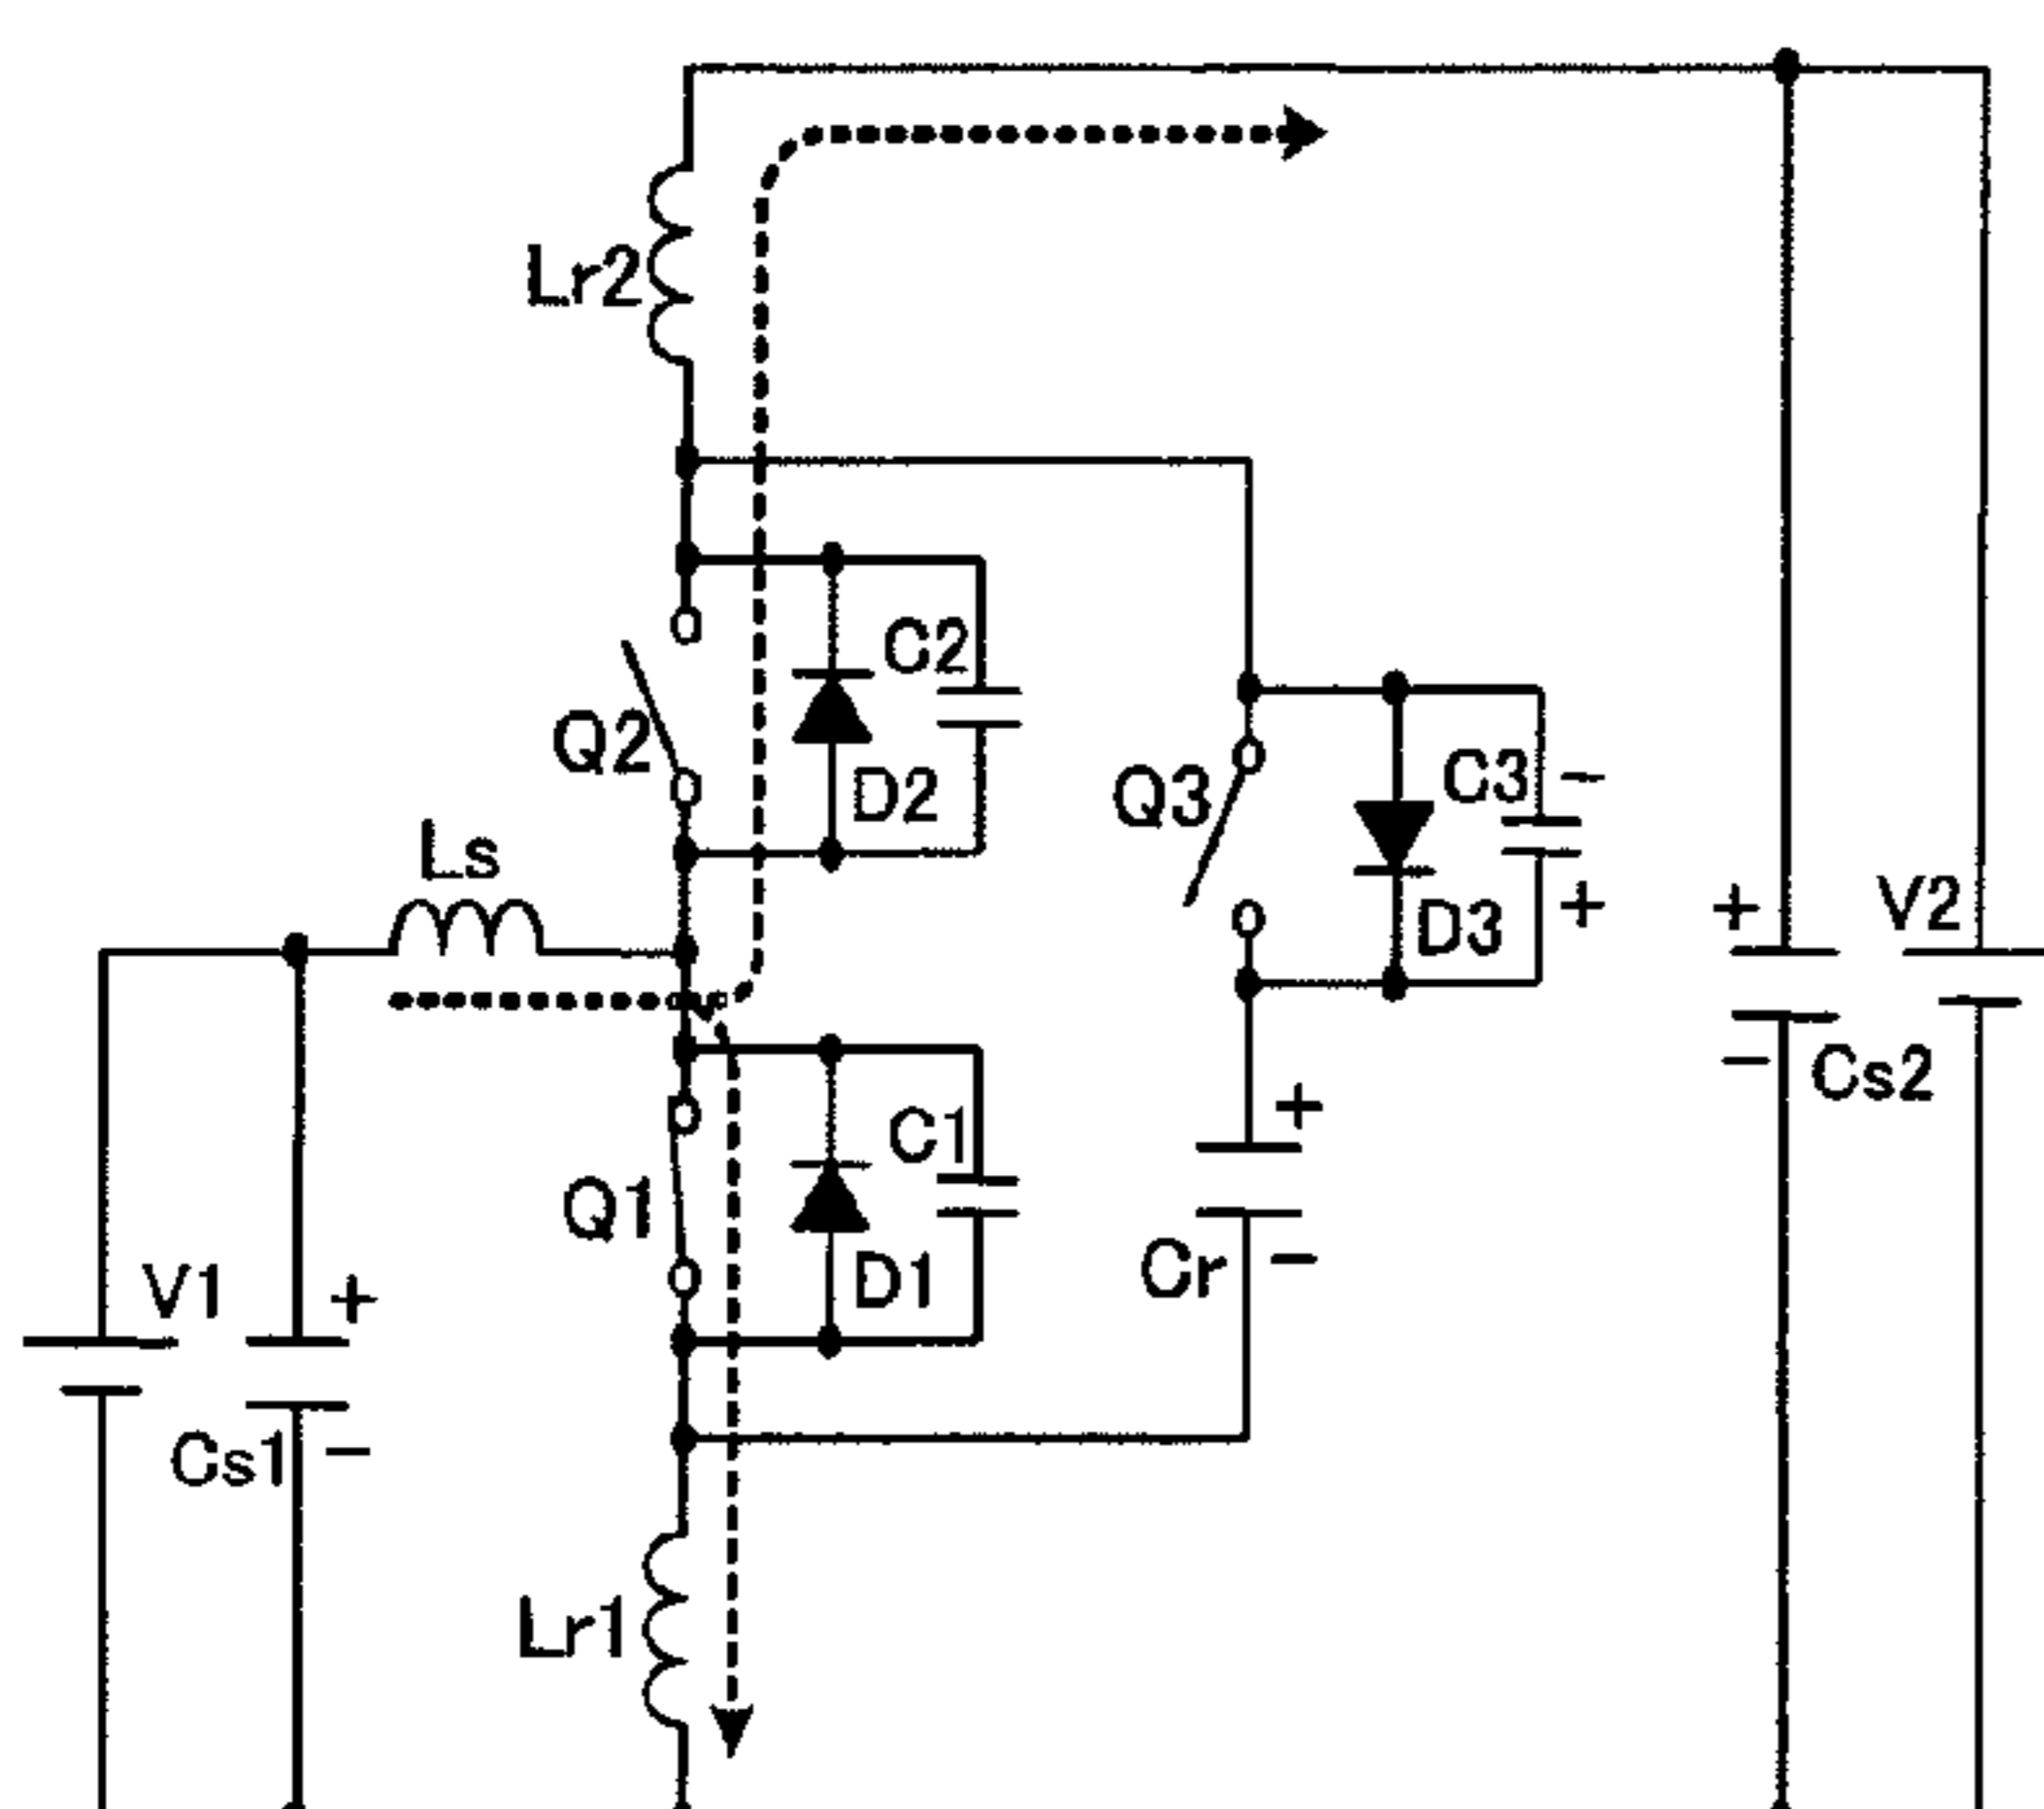 Lr2
C2
Q2
D2
C3 −
Q3
Ls
+
D3
+
V2
−
Cs2
C1
+
Q1
D1
Cr −
V1
+
Cs1 −
Lr1